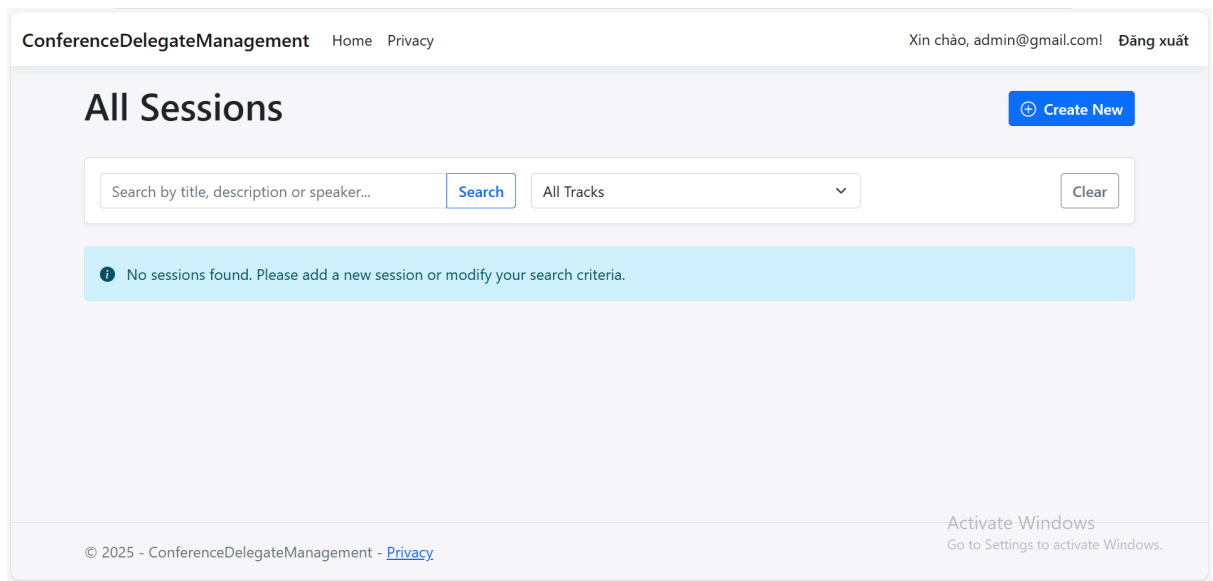 ConferenceDelegateManagement Home Privacy Xin chào, admin@gmail.com! Đăng xuất
All Sessions Create New
Search by title, description or speaker... Search All Tracks Clear
No sessions found. Please add a new session or modify your search criteria.
Activate Windows
Go to Settings to activate Windows.
© 2025 - ConferenceDelegateManagement - Privacy